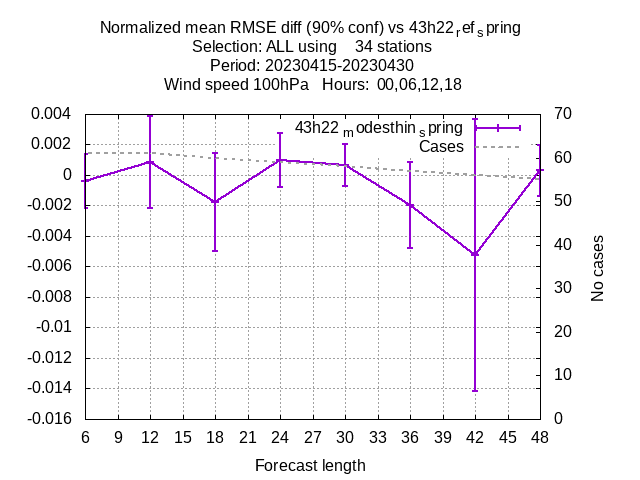 Normalized mean RMSE diff (90% conf) vs 43h22ᵣefₛpring
Selection: ALL using    34 stations
Period: 20230415-20230430
Wind speed 100hPa   Hours:  00,06,12,18
43h22ₘodesthinₛpring
Cases
0.004
0.002
0
-0.002
-0.004
-0.006
-0.008
-0.01
-0.012
-0.014
-0.016
70
60
50
40
30
20
10
0
No cases
6 9 12 15 18 21 24 27 30 33 36 39 42 45 48
Forecast length